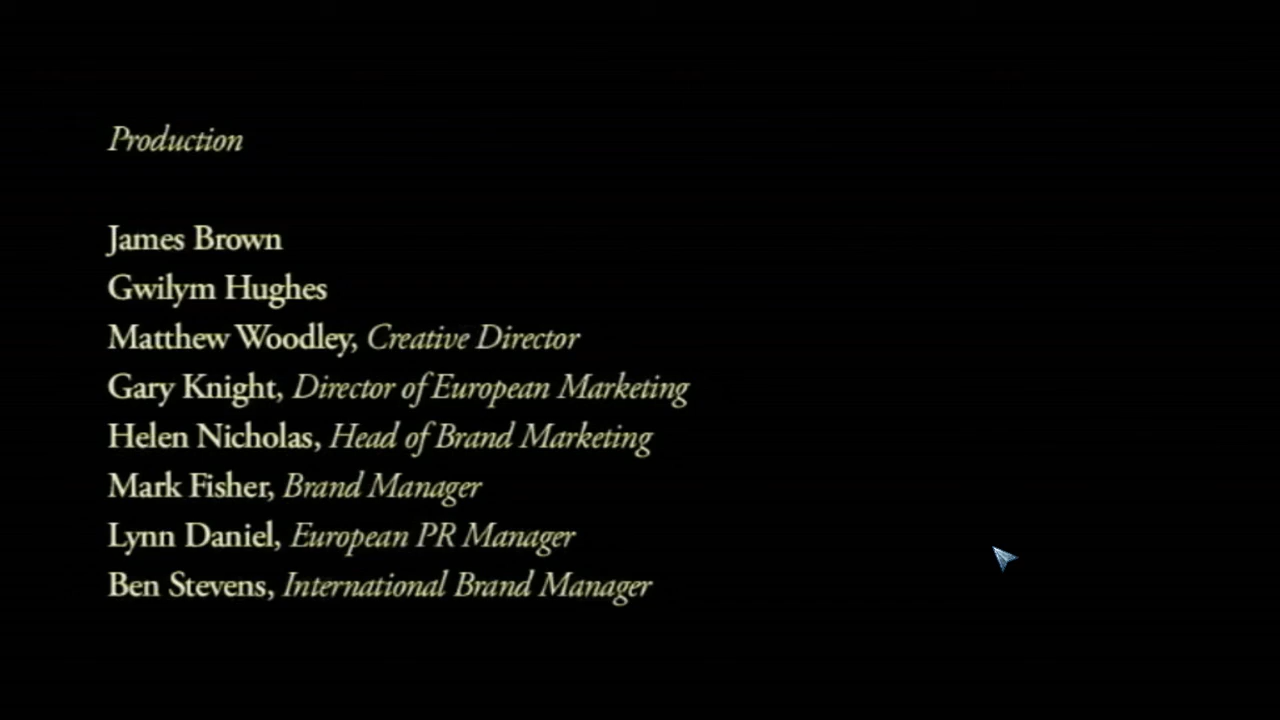 Production
James Brown
Gwilym Hughes
Matthew Woodley, Creative Director
Gary Knight, Director of European Marketing
Helen Nicholas, Head of Brand Marketing
Mark Fisher, Brand Manager
Lynn Daniel, European PR Manager
Ben Stevens, International Brand Manager